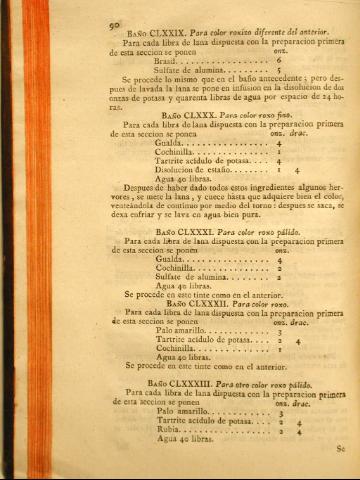 90
BAÑO CLXXIX. Para color roxizo diferente del anterior.
Para cada libra de lana dispuesta con la preparacion primera
de esta seccion se ponen onz.
Brasil. . . . . . . . . . . . . . . . 6
Sulfate de alumina. . . . . . . . . 5
Se procede lo mismo que en el baño antecedente; pero des-
pues de lavada la lana se pone en infusion en la disolucion de dos
onzas de potasa y quarenta libras de agua por espacio de 24 ho-
ras.
BAÑO CLXXX. Para color roxo fino.
Para cada libra de lana dispuesta con la preparacion primera
de esta seccion se ponen onz. drac.
Gualda. . . . . . . . . . . . . . . 4
Cochinilla. . . . . . . . . . . . . 1
Tartrite acídulo de potasa. . . . 4
Disolucion de estaño. . . . . . . . 1 4
Agua 40 libras.
Despues de haber dado todos estos ingredientes algunos her-
vores, se mete la lana, y cuece hásta que adquiere bien el color,
venteándola de continuo por medio del torno: despues se saca, se
dexa enfriar y se lava en agua bien pura.
BAÑO CLXXXI. Para color roxo pálido.
Para cada libra de lana dispuesta con la preparacion primera
de esta seccion se ponen onz.
Gualda. . . . . . . . . . . . . . . 4
Cochinilla. . . . . . . . . . . . . 2
Sulfate de alumina. . . . . . . . 2
Agua 40 libras.
Se procede en este tinte como en el anterior.
BAÑO CLXXXII. Para color roxo.
Para cada libra de lana dispuesta con la preparacion primera
de esta seccion se ponen onz. drac.
Palo amarillo. . . . . . . . . . . . 3
Tartrite acídulo de potasa. . . . 2 4
Cochinilla. . . . . . . . . . . . . 1
Agua 40 libras.
Se procede en este tinte como en el anterior.
BAÑO CLXXXIII. Para otro color roxo pálido.
Para cada libra de lana dispuesta con la preparacion primera
de esta seccion se ponen onz. drac.
Palo amarillo. . . . . . . . . . . . 3
Tartrite acídulo de potasa. . . . 2 4
Rubia. . . . . . . . . . . . . . . . 2 4
Agua 40 libras.
Se